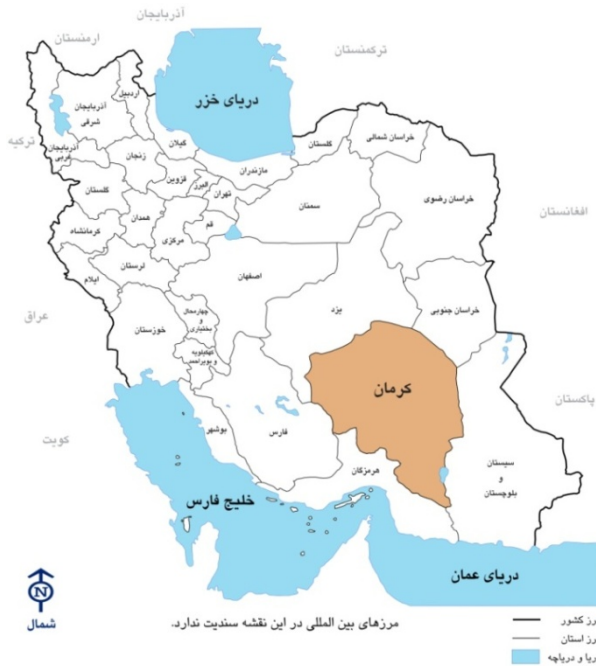 آذربایجان
ارمنستان
ترکمنستان
ترکیه
افغانستان
عراق
پاکستان
کویت
دریای خزر
اردبیل
آذربایجان
شرقی
آذربایجان
غربی
گیلان
زنجان
گلستان
خراسان شمالی
مازندران
قزوین
البرز
تهران
سمنان
خراسان رضوی
گلستان
همدان
کرمانشاه
مرکزی
قم
ایلام
لرستان
اصفهان
یزد
خراسان جنوبی
خوزستان
چهارمحال
و
بختیاری
کهگیلویه
و بویراحمد
کرمان
فارس
بوشهر
هرمزگان
سیستان
و
بلوچستان
خلیج فارس
دریای عمان
N
شمال
مرزهای بین المللی در این نقشه سندیت ندارد.
رز کشور
رز استان
ریا و دریاچه